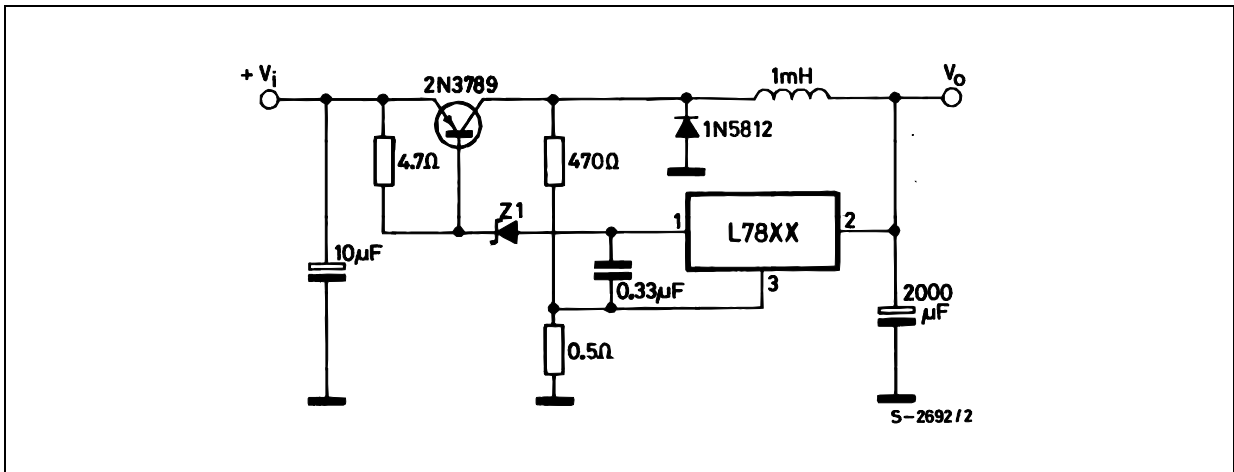 + Vi
2N3789
1mH
Vo
4.7Ω
470Ω
1N5812
Z1
1
L78XX
2
10µF
0.33µF
3
2000
µF
0.5Ω
S-2692/2